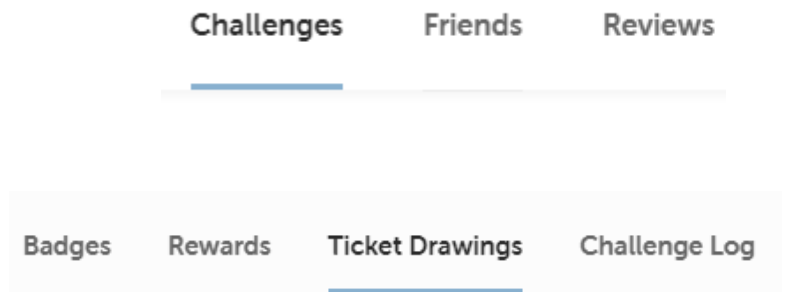 Challenges Friends Reviews
Badges Rewards Ticket Drawings Challenge Log